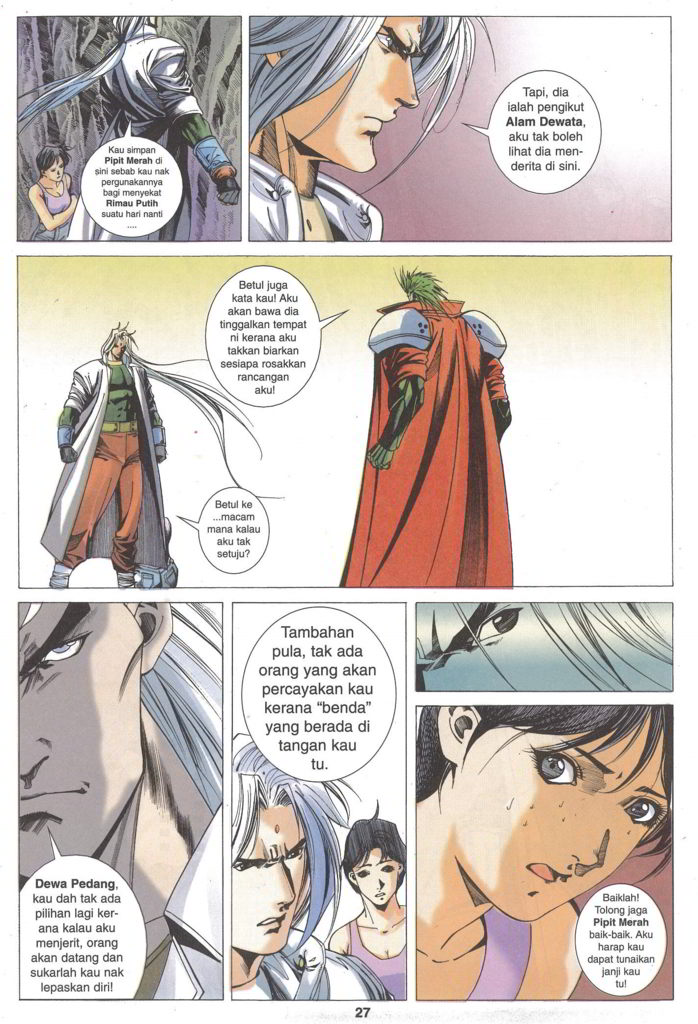 Kau simpan
Pipit Merah di
sini sebab kau nak
pergunakannya
bagi menyekat
Rimau Putih
suatu hari nanti
....
Tapi, dia
ialah pengikut
Alam Dewata,
aku tak boleh
lihat dia men-
derita di sini.
Betul juga
kata kau! Aku
akan bawa dia
tinggalkan tempat
ni kerana aku
takkan biarkan
sesiapa rosakkan
rancangan
aku!
Betul ke
...macam
mana kalau
aku tak
setuju?
Dewa Pedang,
kau dah tak ada
pilihan lagi ker-
ana kalau aku
menjerit, orang
akan datang dan
sukarlah kau nak
lepaskan diri!
Tambahan
pula, tak ada
orang yang akan
percayakan kau
kerana “benda”
yang berada di
tangan kau
tu.
Baiklah!
Tolong jaga
Pipit Merah
baik-baik. Aku
harap kau
dapat tunaikan
janji kau
tu!
27